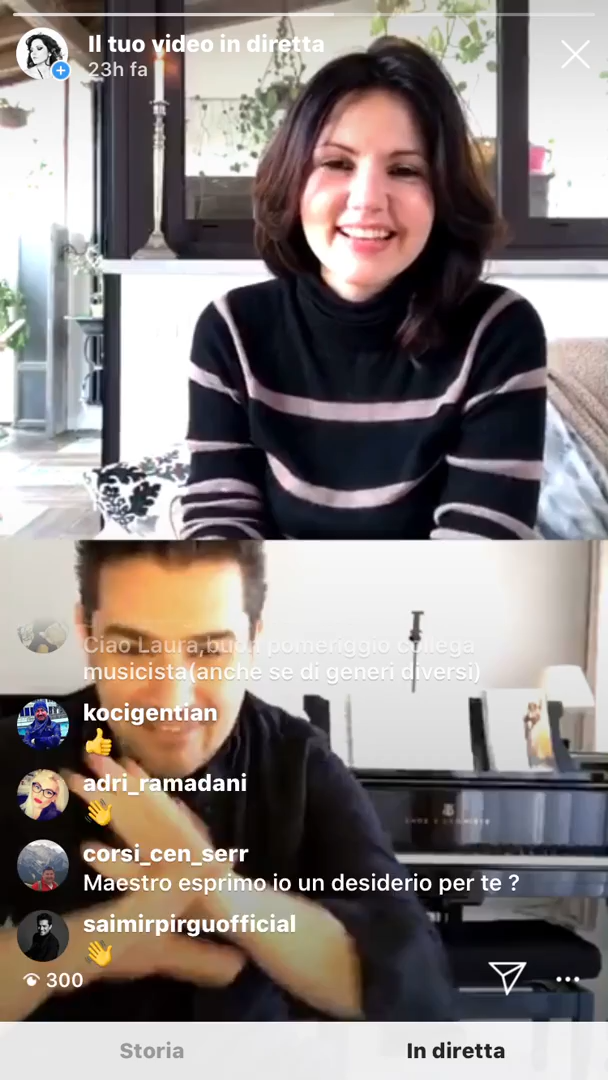 Il tuo video in diretta
23h fa
Ciao Laura,buon pomeriggio collega
musicista(anche se di generi diversi)
kocigentian
👍
adri_ramadani
👋
corsi_cen_serr
Maestro esprimo io un desiderio per te ?
saimirpirguofficial
👋
300
Storia
In diretta